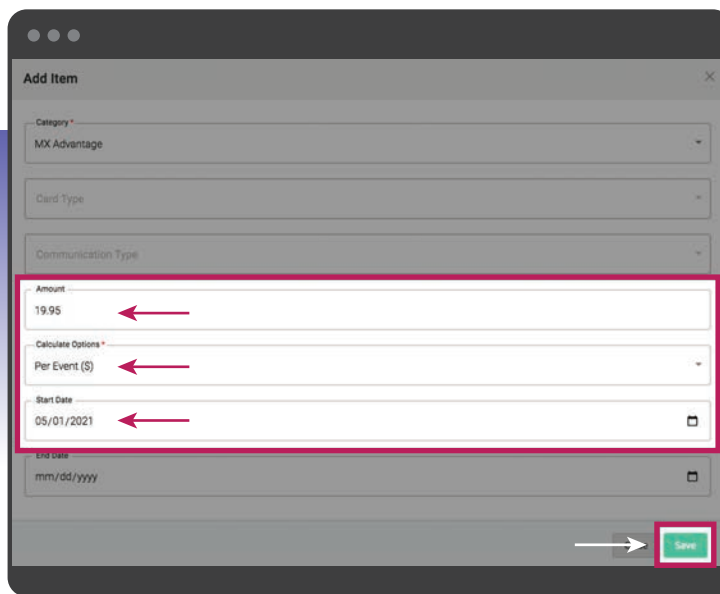 Add Item
Category *
MX Advantage
Card Type
Communication Type
Amount
19.95
Calculate Options *
Per Event ($)
Start Date
05/01/2021
End Date
mm/dd/yyyy
Save